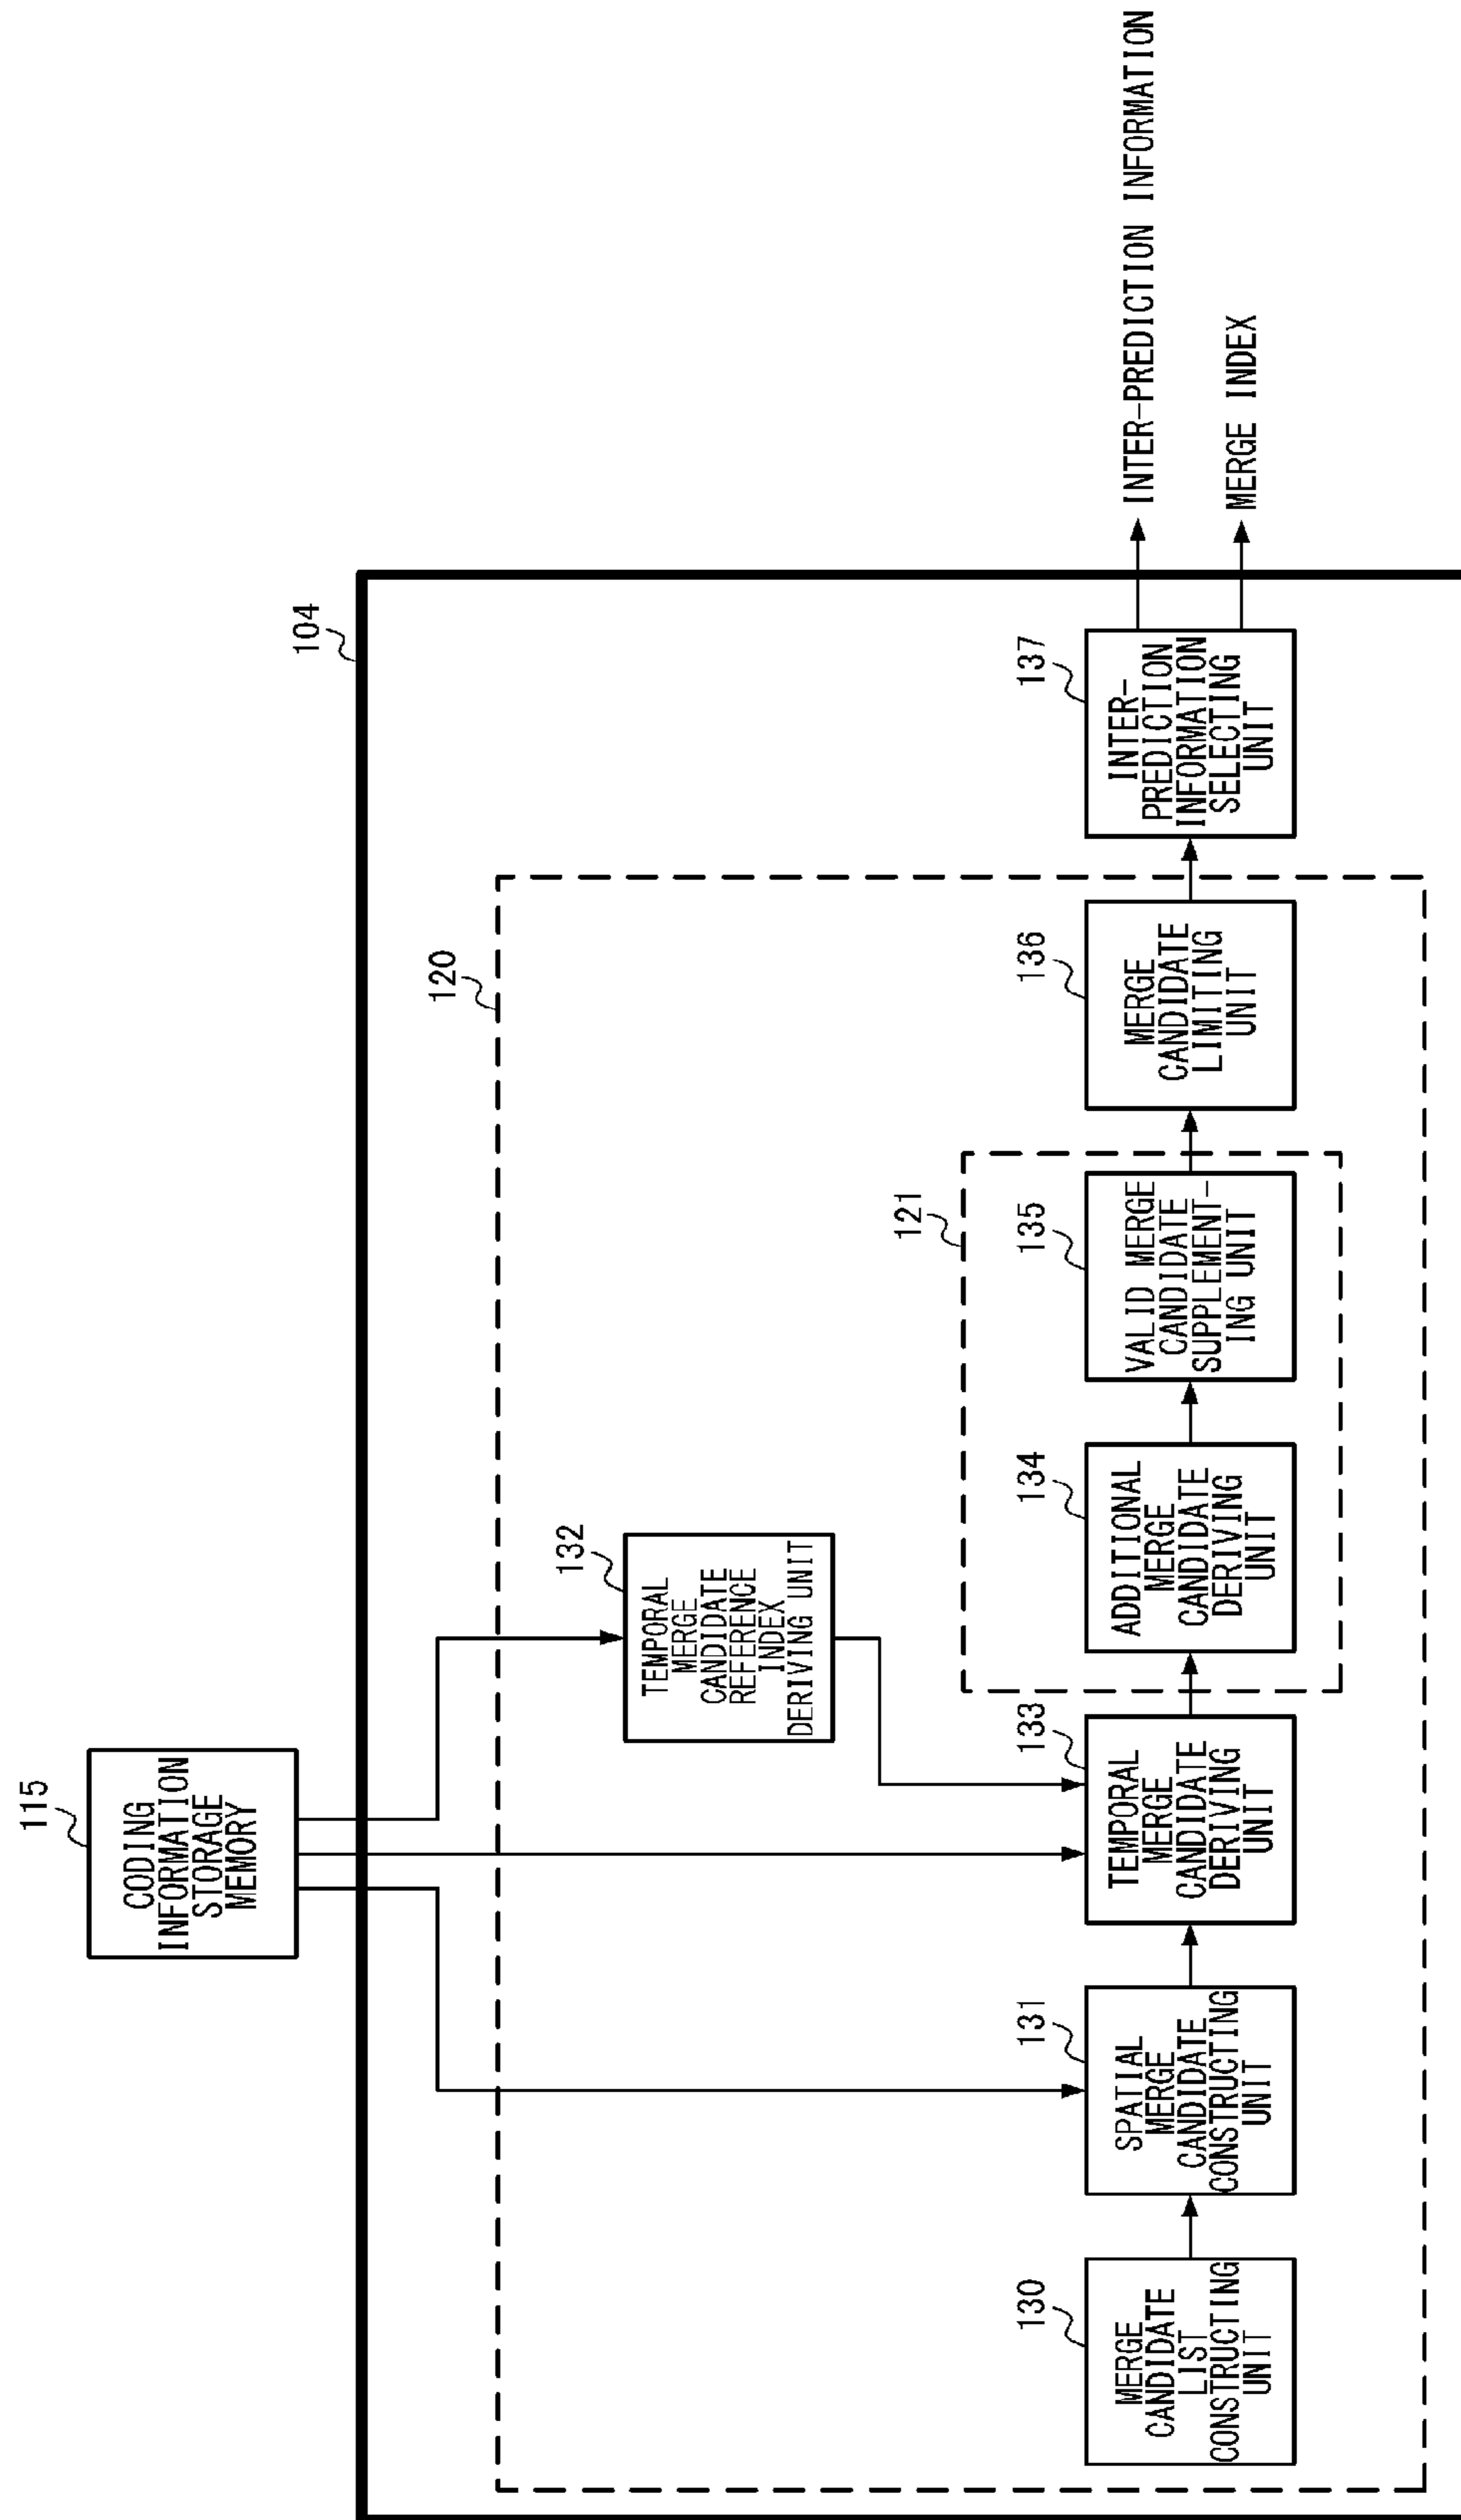 115
CODING
INFORMATION
STORAGE
MEMORY
104
120
132
TEMPORAL
MERGE
CANDIDATE
REFERENCE
INDEX
DERIVING UNIT
121
130
MERGE
CANDIDATE
LIST
CONSTRUCTING
UNIT
131
SPATIAL
MERGE
CANDIDATE
CONSTRUCTING
UNIT
133
TEMPORAL
MERGE
CANDIDATE
DERIVING
UNIT
134
ADDITIONAL
MERGE
CANDIDATE
DERIVING
UNIT
135
VALID MERGE
CANDIDATE
SUPPLEMENT-
ING UNIT
136
MERGE
CANDIDATE
LIMITING
UNIT
137
INTER-
PREDICTION
INFORMATION
SELECTING
UNIT
INTER-PREDICTION INFORMATION
MERGE INDEX